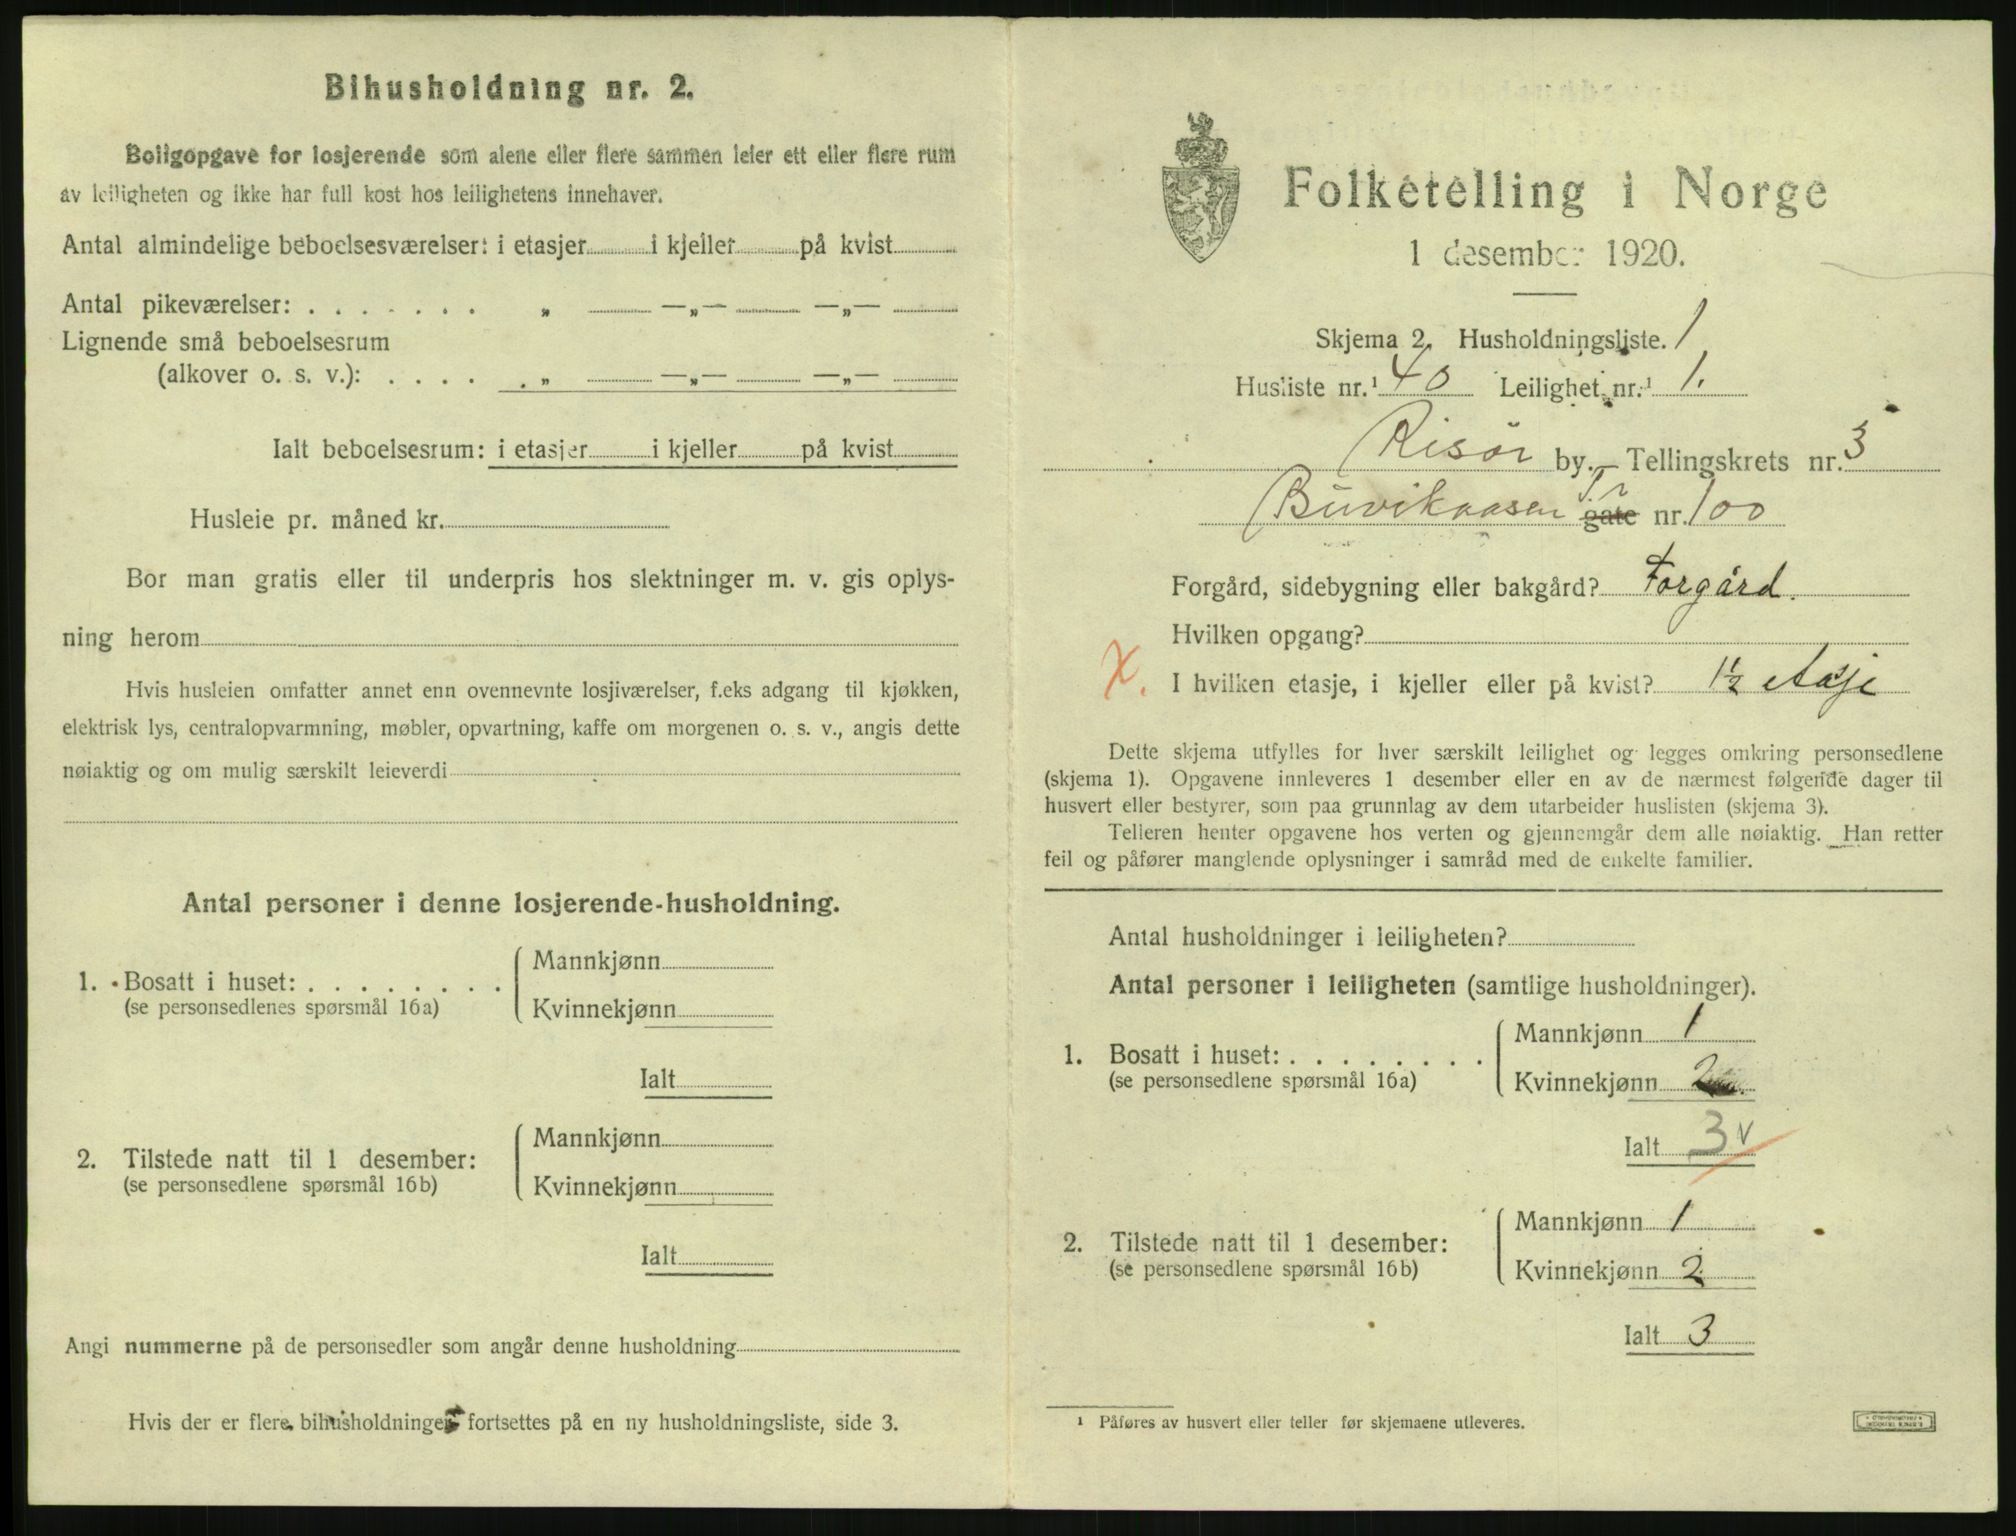 Bihusholdning nr. 2.
Boligopgave for losjerende som alene eller flere sammen leier ett eller flere rum
av leiligheten og ikke har full kost hos leilighetens innehaver.
Antal almindelige beboelsesværelser: i etasjer i kjeller på kvist
Antal pikeværelser: . . . . . . . „ —„— —„—
Lignende små beboelsesrum
(alkover o. s. v.): . . . . . „ —„— —„—
Ialt beboelsesrum: i etasjer i kjeller på kvist
Husleie pr. måned kr.
Bor man gratis eller til underpris hos slektninger m. v. gis oplys-
ning herom
Hvis husleien omfatter annet enn ovennevnte losjiværelser, f.eks adgang til kjøkken,
elektrisk lys, centralopvarmning, møbler, opvartning, kaffe om morgenen o. s. v., angis dette
nøiaktig og om mulig særskilt leieverdi
Antal personer i denne losjerende-husholdning.
1. Bosatt i huset: . . . . . . . . Mannkjønn
(se personsedlenes spørsmål 16a) Kvinnekjønn
Ialt
2. Tilstede natt til 1 desember: Mannkjønn
(se personsedlene spørsmål 16b) Kvinnekjønn
Ialt
Angi nummerne på de personsedler som angår denne husholdning
Hvis der er flere bihusholdninger fortsettes på en ny husholdningsliste, side 3.
Folketelling i Norge
1 desember 1920.
Skjema 2. Husholdningsliste. 1
Husliste nr.¹ 40 Leilighet nr.¹ 1.
Risør by. Tellingskrets nr. 3
Buvikaasen gate nr. 100
Forgård, sidebygning eller bakgård? Forgård.
Hvilken opgang?
X. I hvilken etasje, i kjeller eller på kvist? 1½ etasje
Dette skjema utfylles for hver særskilt leilighet og legges omkring personsedlene
(skjema 1). Opgavene innleveres 1 desember eller en av de nærmest følgende dager til
husvert eller bestyrer, som paa grunnlag av dem utarbeider huslisten (skjema 3).
Telleren henter opgavene hos verten og gjennemgår dem alle nøiaktig. Han retter
feil og påfører manglende oplysninger i samråd med de enkelte familier.
Antal husholdninger i leiligheten?
Antal personer i leiligheten (samtlige husholdninger).
1. Bosatt i huset: . . . . . . . . Mannkjønn 1
(se personsedlene spørsmål 16a) Kvinnekjønn 2
Ialt 3 v
2. Tilstede natt til 1 desember: Mannkjønn 1
(se personsedlene spørsmål 16b) Kvinnekjønn 2
Ialt 3
¹ Påføres av husvert eller teller før skjemaene utleveres.